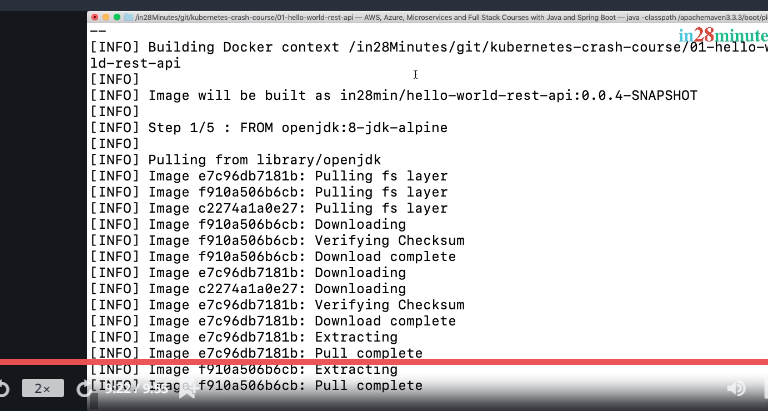 /in28Minutes/git/kubernetes-crash-course/01-hello-world-rest-api — AWS, Azure, Microservices and Full Stack Courses with Java and Spring Boot — java -classpath /apachemaven3.3.3/boot/pl
in28minute
--
[INFO] Building Docker context /in28Minutes/git/kubernetes-crash-course/01-hello-w
ld-rest-api
[INFO]
[INFO] Image will be built as in28min/hello-world-rest-api:0.0.4-SNAPSHOT
[INFO]
[INFO] Step 1/5 : FROM openjdk:8-jdk-alpine
[INFO]
[INFO] Pulling from library/openjdk
[INFO] Image e7c96db7181b: Pulling fs layer
[INFO] Image f910a506b6cb: Pulling fs layer
[INFO] Image c2274a1a0e27: Pulling fs layer
[INFO] Image f910a506b6cb: Downloading
[INFO] Image f910a506b6cb: Verifying Checksum
[INFO] Image f910a506b6cb: Download complete
[INFO] Image e7c96db7181b: Downloading
[INFO] Image c2274a1a0e27: Downloading
[INFO] Image e7c96db7181b: Verifying Checksum
[INFO] Image e7c96db7181b: Download complete
[INFO] Image e7c96db7181b: Extracting
[INFO] Image e7c96db7181b: Pull complete
[INFO] Image f910a506b6cb: Extracting
[INFO] Image f910a506b6cb: Pull complete
2×